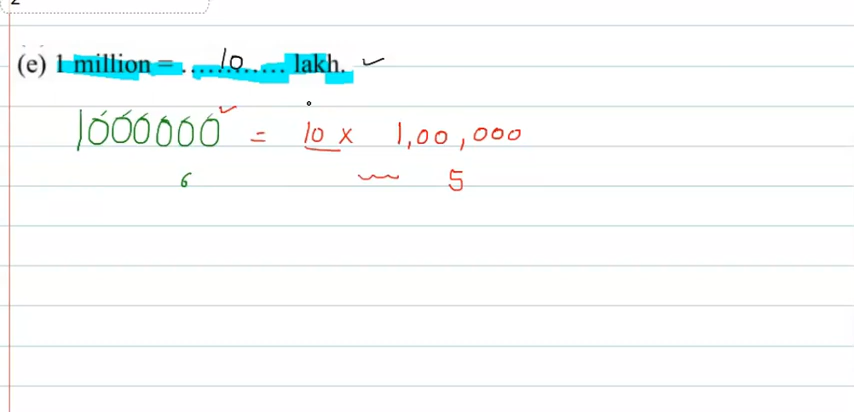 (e) 1 million = ......10...... lakh. ✓
1000000 ✓ = 10 x 1,00,000
6 5